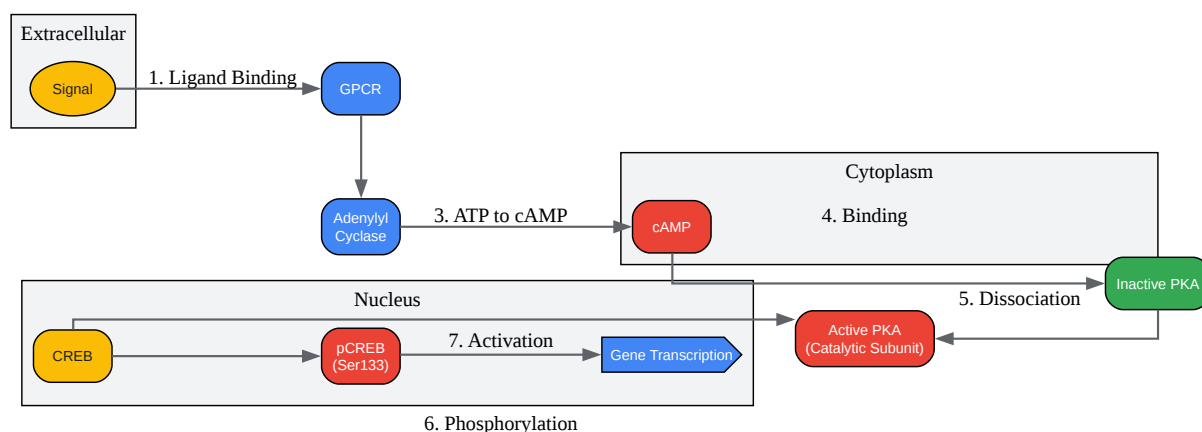 Extracellular
Signal
1. Ligand Binding
GPCR
Cytoplasm
Adenylyl
Cyclase
3. ATP to cAMP
cAMP
4. Binding
Inactive PKA
5. Dissociation
Nucleus
CREB
pCREB
(Ser133)
7. Activation
Gene Transcription
Active PKA
(Catalytic Subunit)
6. Phosphorylation